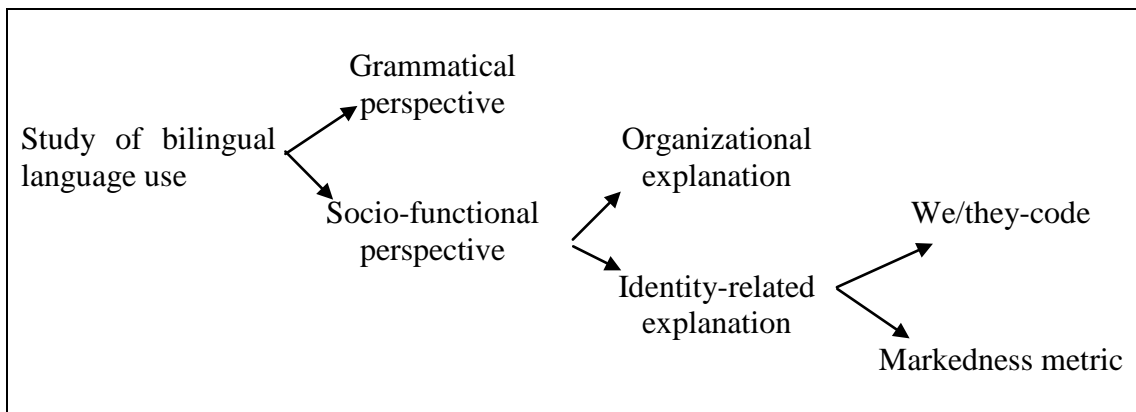 Grammatical
perspective
Study of bilingual
language use
Organizational
explanation
Socio-functional
perspective
We/they-code
Identity-related
explanation
Markedness metric